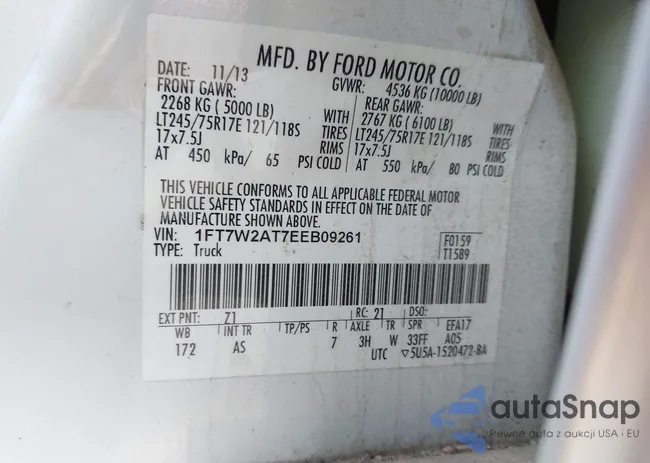 MFD. BY FORD MOTOR CO.
DATE: 11/13 GVWR: 4536 KG (10000 LB)
FRONT GAWR: REAR GAWR:
2268 KG ( 5000 LB) WITH 2767 KG ( 6100 LB) WITH
LT245/75R17E 121/118S TIRES LT245/75R17E 121/118S TIRES
17x7.5J RIMS 17x7.5J RIMS
AT 450 kPa/ 65 PSI COLD AT 550 kPa/ 80 PSI COLD
THIS VEHICLE CONFORMS TO ALL APPLICABLE FEDERAL MOTOR
VEHICLE SAFETY STANDARDS IN EFFECT ON THE DATE OF
MANUFACTURE SHOWN ABOVE.
VIN: 1FT7W2AT7EEB09261 F0159
TYPE: Truck T1589
EXT PNT: Z1 RC: 21 DSO:
WB INT TR TP/PS R AXLE TR SPR EFA17
172 AS 7 3H W 33FF A05
UTC ▽5U5A-1520472-BA
autoSnap
Pewne auta z aukcji USA i EU